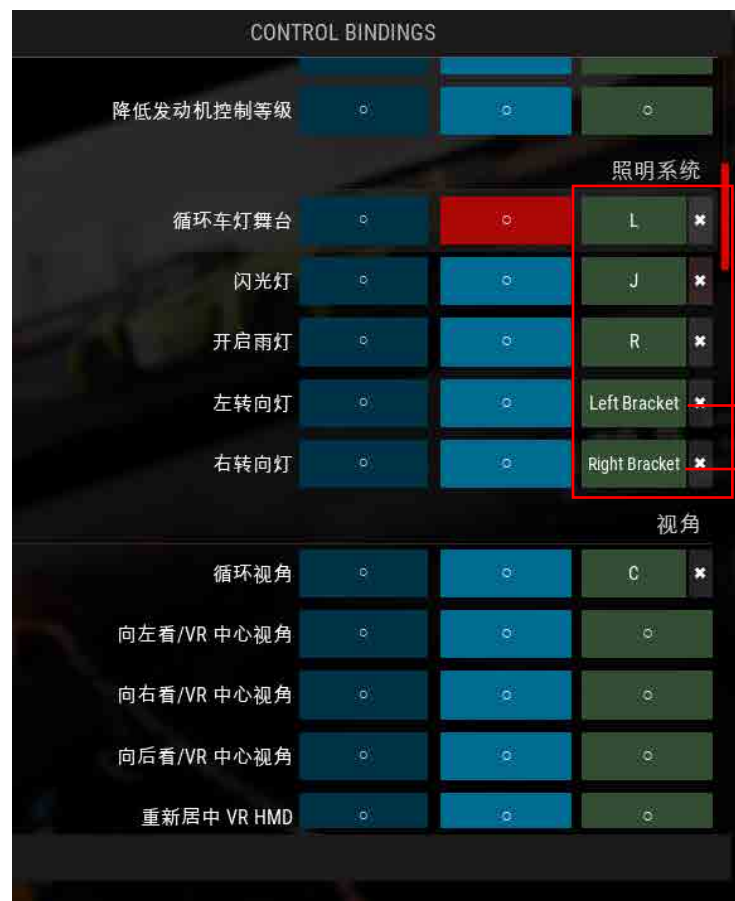 CONTROL BINDINGS
降低发动机控制等级
照明系统
循环车灯舞台 L
闪光灯 J
开启雨灯 R
左转向灯 Left Bracket
右转向灯 Right Bracket
视角
循环视角 C
向左看/VR 中心视角
向右看/VR 中心视角
向后看/VR 中心视角
重新居中 VR HMD